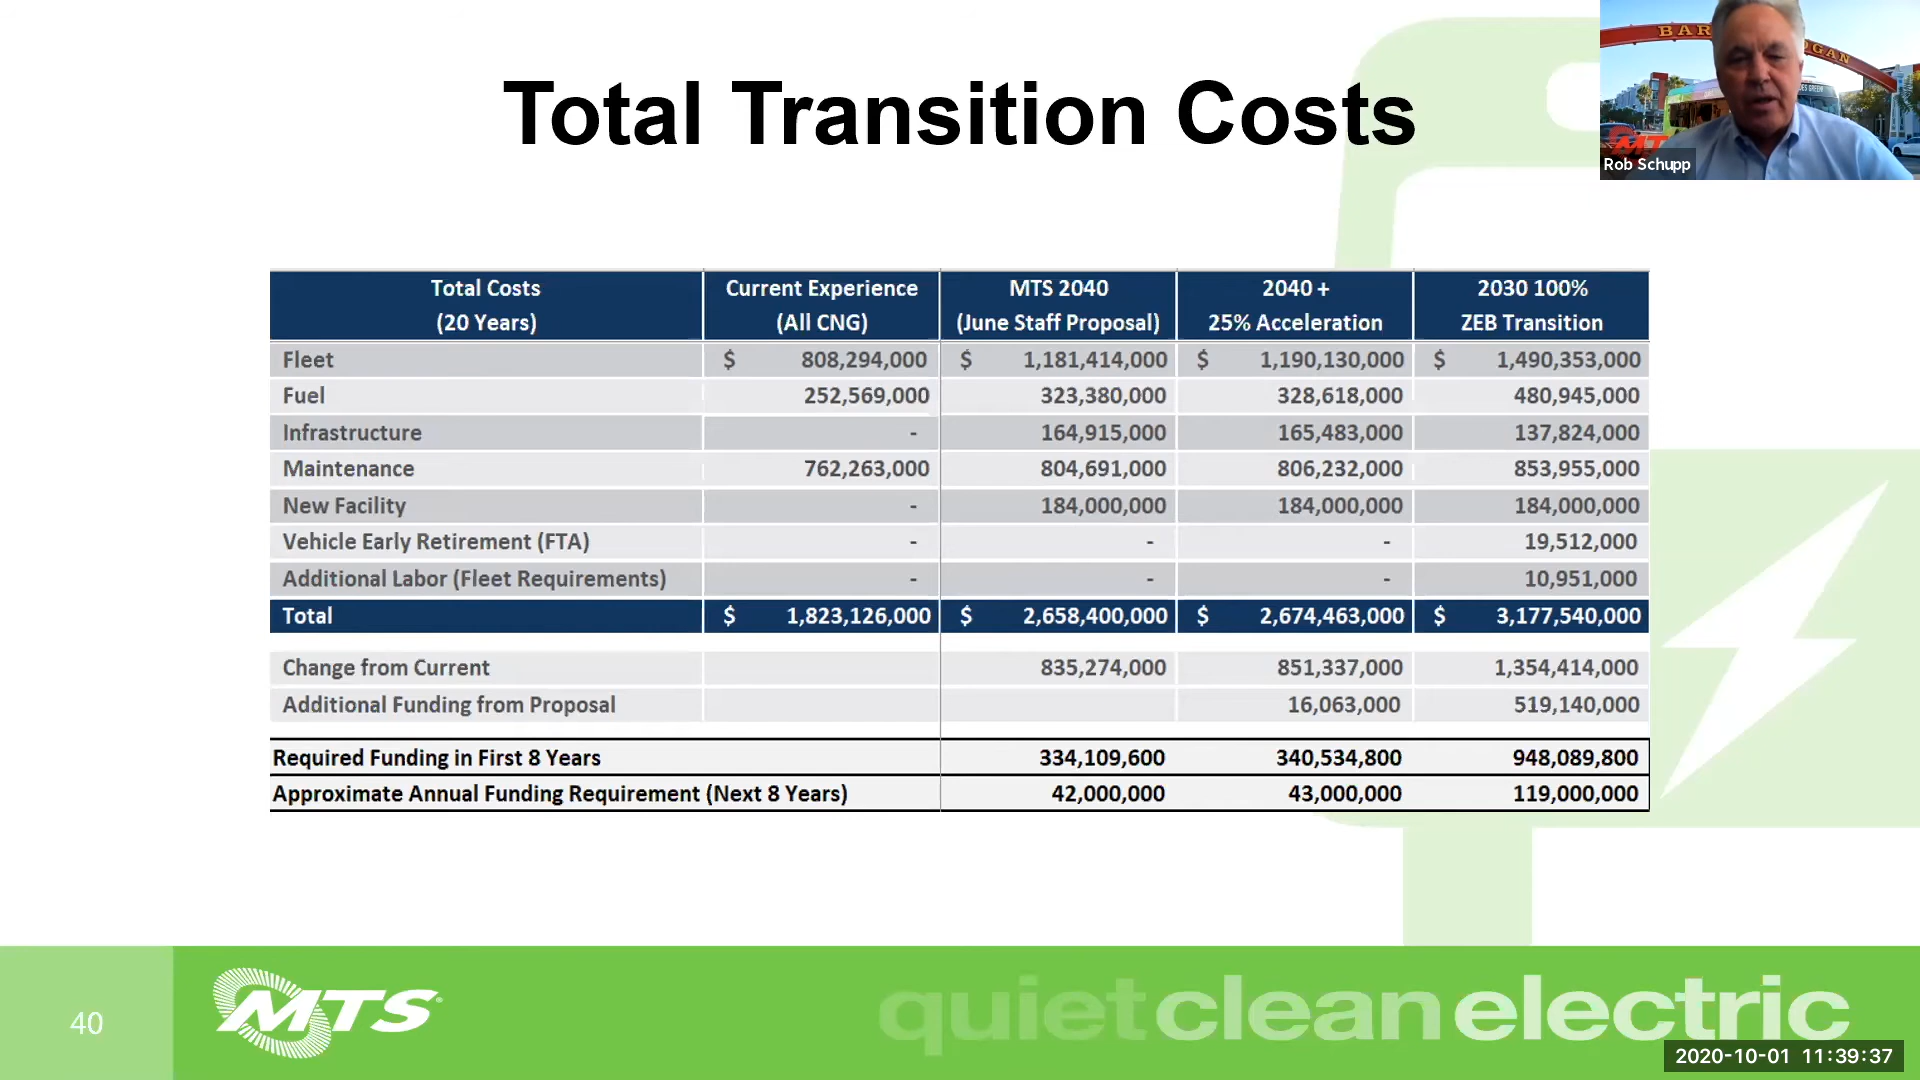 Total Transition Costs
BAR OGAN
DES GREEN
MT
Rob Schupp
Total Costs (20 Years) Current Experience (All CNG) MTS 2040 (June Staff Proposal) 2040 + 25% Acceleration 2030 100% ZEB Transition
Fleet $ 808,294,000 $ 1,181,414,000 $ 1,190,130,000 $ 1,490,353,000
Fuel 252,569,000 323,380,000 328,618,000 480,945,000
Infrastructure - 164,915,000 165,483,000 137,824,000
Maintenance 762,263,000 804,691,000 806,232,000 853,955,000
New Facility - 184,000,000 184,000,000 184,000,000
Vehicle Early Retirement (FTA) - - - 19,512,000
Additional Labor (Fleet Requirements) - - - 10,951,000
Total $ 1,823,126,000 $ 2,658,400,000 $ 2,674,463,000 $ 3,177,540,000
Change from Current 835,274,000 851,337,000 1,354,414,000
Additional Funding from Proposal 16,063,000 519,140,000
Required Funding in First 8 Years 334,109,600 340,534,800 948,089,800
Approximate Annual Funding Requirement (Next 8 Years) 42,000,000 43,000,000 119,000,000
40
MTS
quiet clean electric
2020-10-01 11:39:37